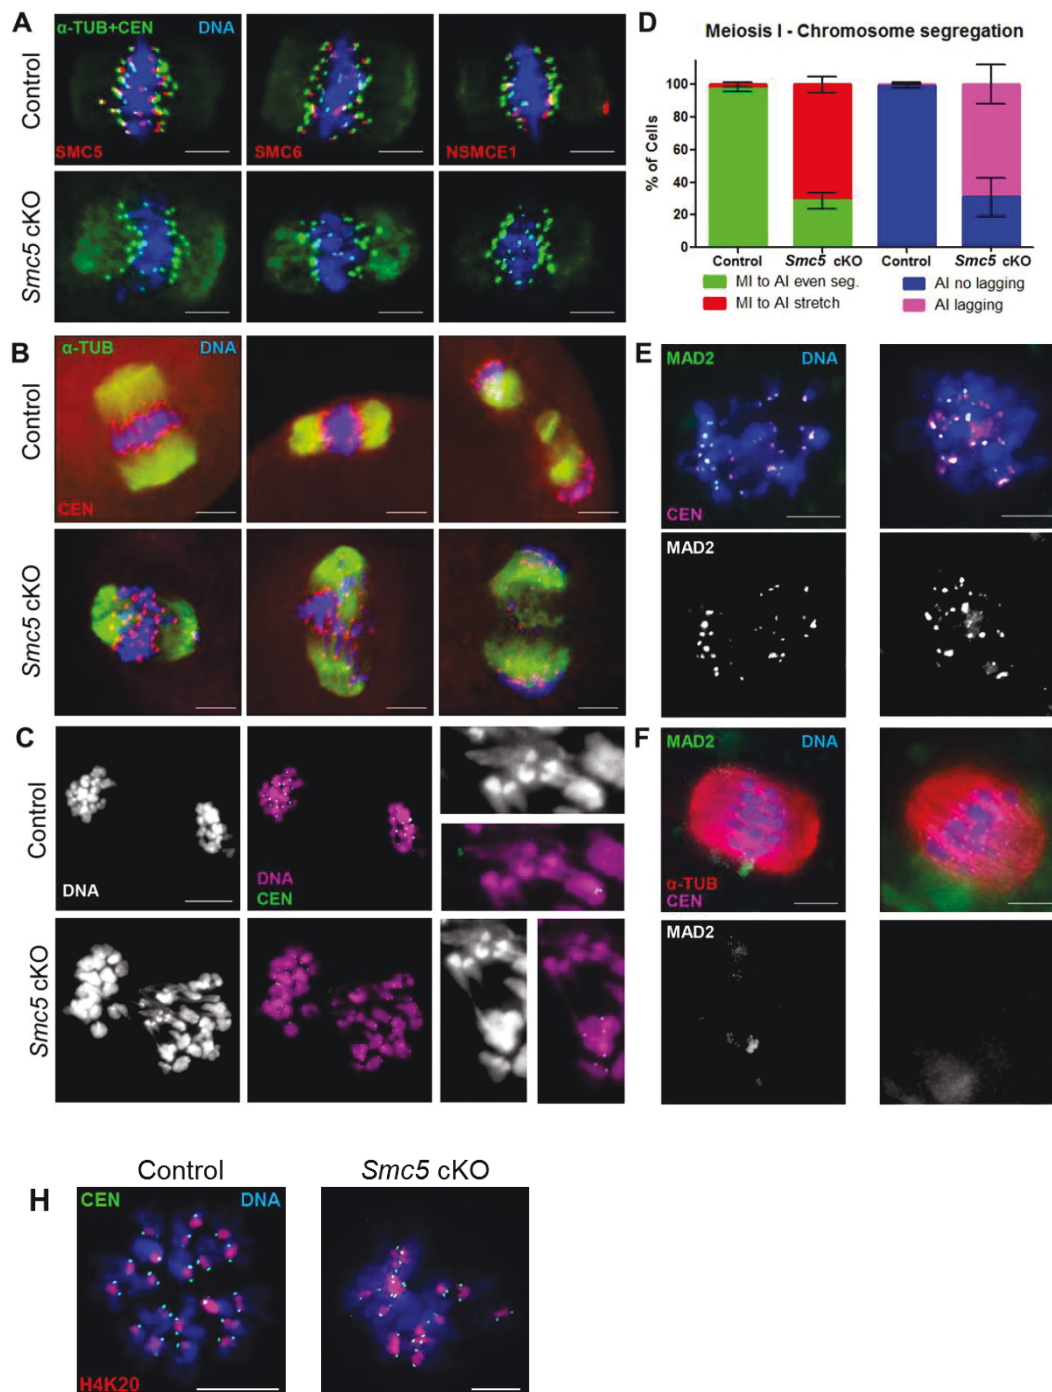 A
α-TUB+CEN DNA
Control
SMC5
SMC6
NSMCE1
Smc5 cKO
B
α-TUB DNA
Control
CEN
Smc5 cKO
C
Control
DNA
DNA
CEN
Smc5 cKO
D
Meiosis I - Chromosome segregation
% of Cells
100
80
60
40
20
0
Control Smc5 cKO Control Smc5 cKO
MI to AI even seg.
MI to AI stretch
AI no lagging
AI lagging
E
MAD2 DNA
CEN
MAD2
F
MAD2 DNA
α-TUB
CEN
MAD2
Control Smc5 cKO
H
CEN DNA
H4K20